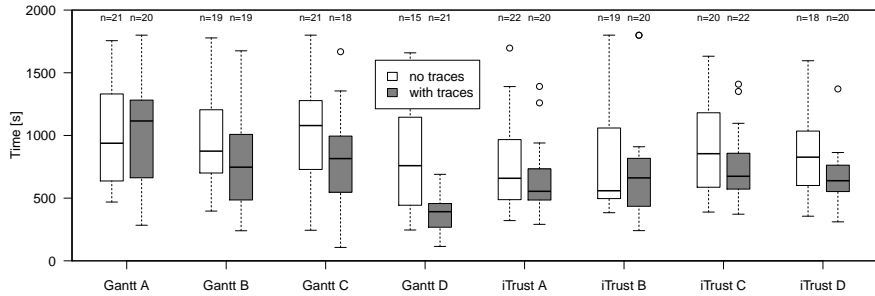 n=21 n=20 n=19 n=19 n=21 n=18 n=15 n=21 n=22 n=20 n=19 n=20 n=20 n=22 n=18 n=20
2000
1500
1000
500
0
Time [s]
no traces
with traces
Gantt A Gantt B Gantt C Gantt D iTrust A iTrust B iTrust C iTrust D